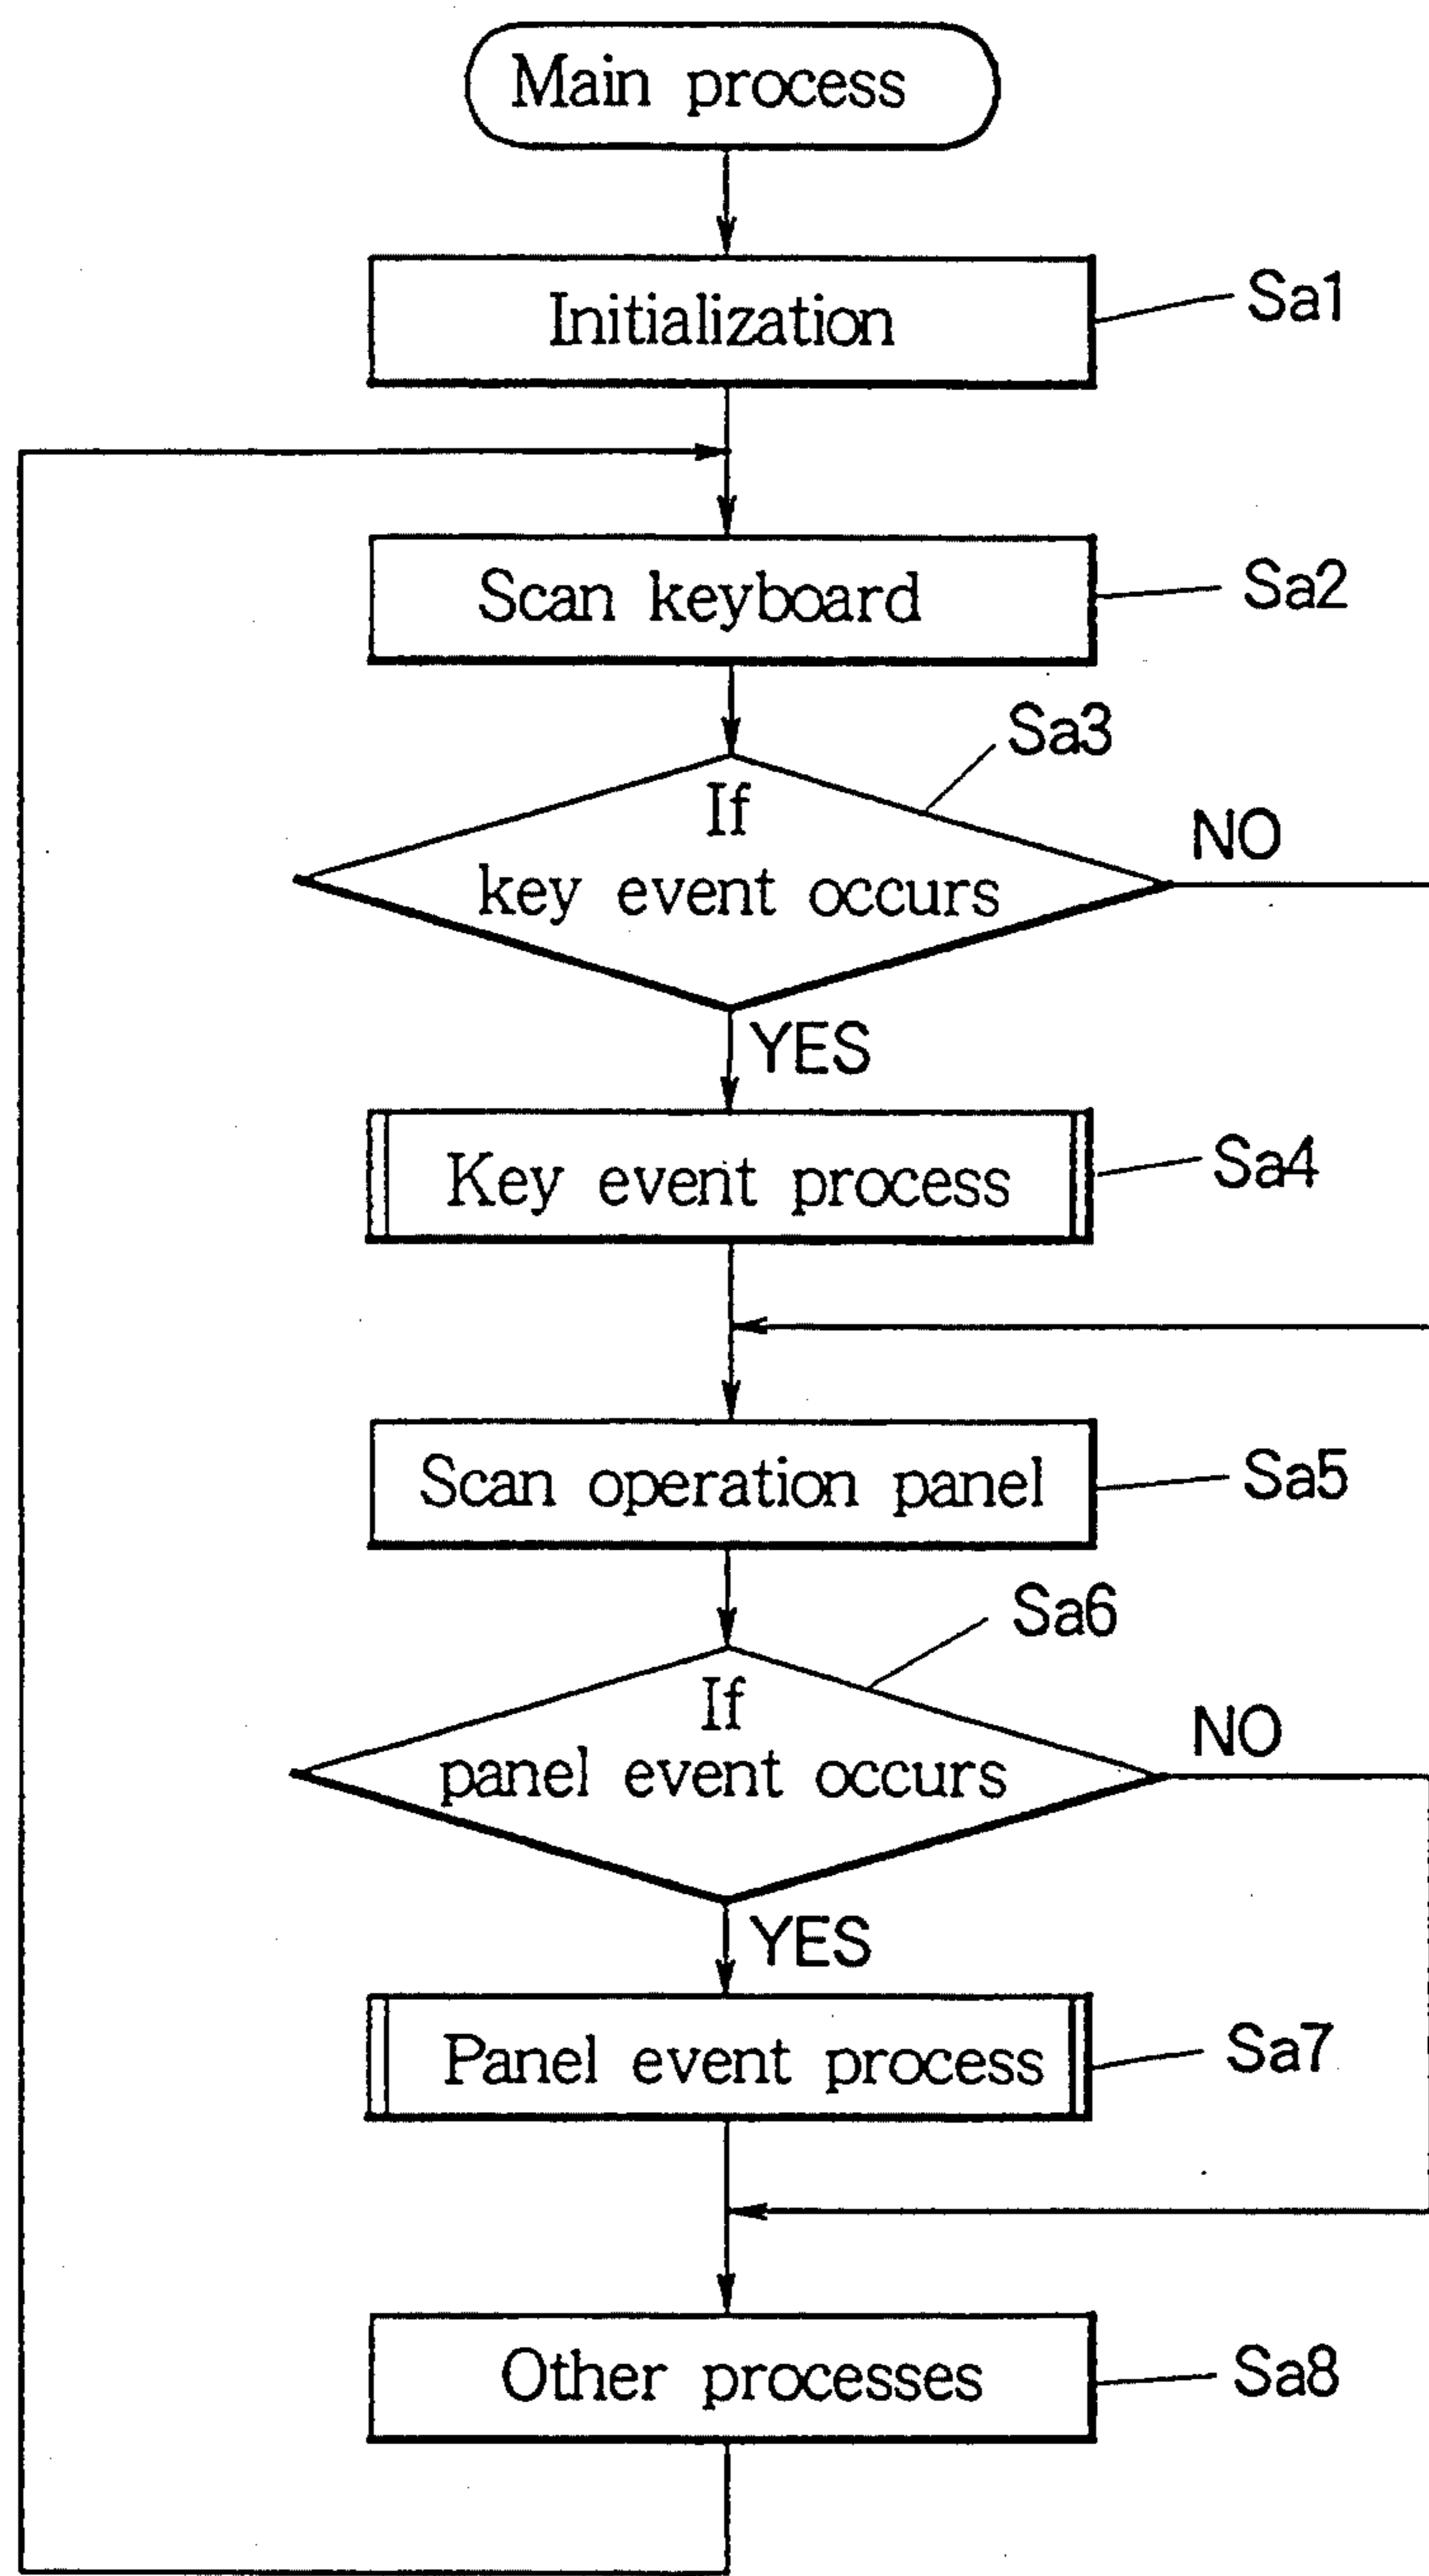 Main process
Initialization
Sa1
Scan keyboard
Sa2
Sa3
If
key event occurs
NO
YES
Key event process
Sa4
Scan operation panel
Sa5
Sa6
If
panel event occurs
NO
YES
Panel event process
Sa7
Other processes
Sa8